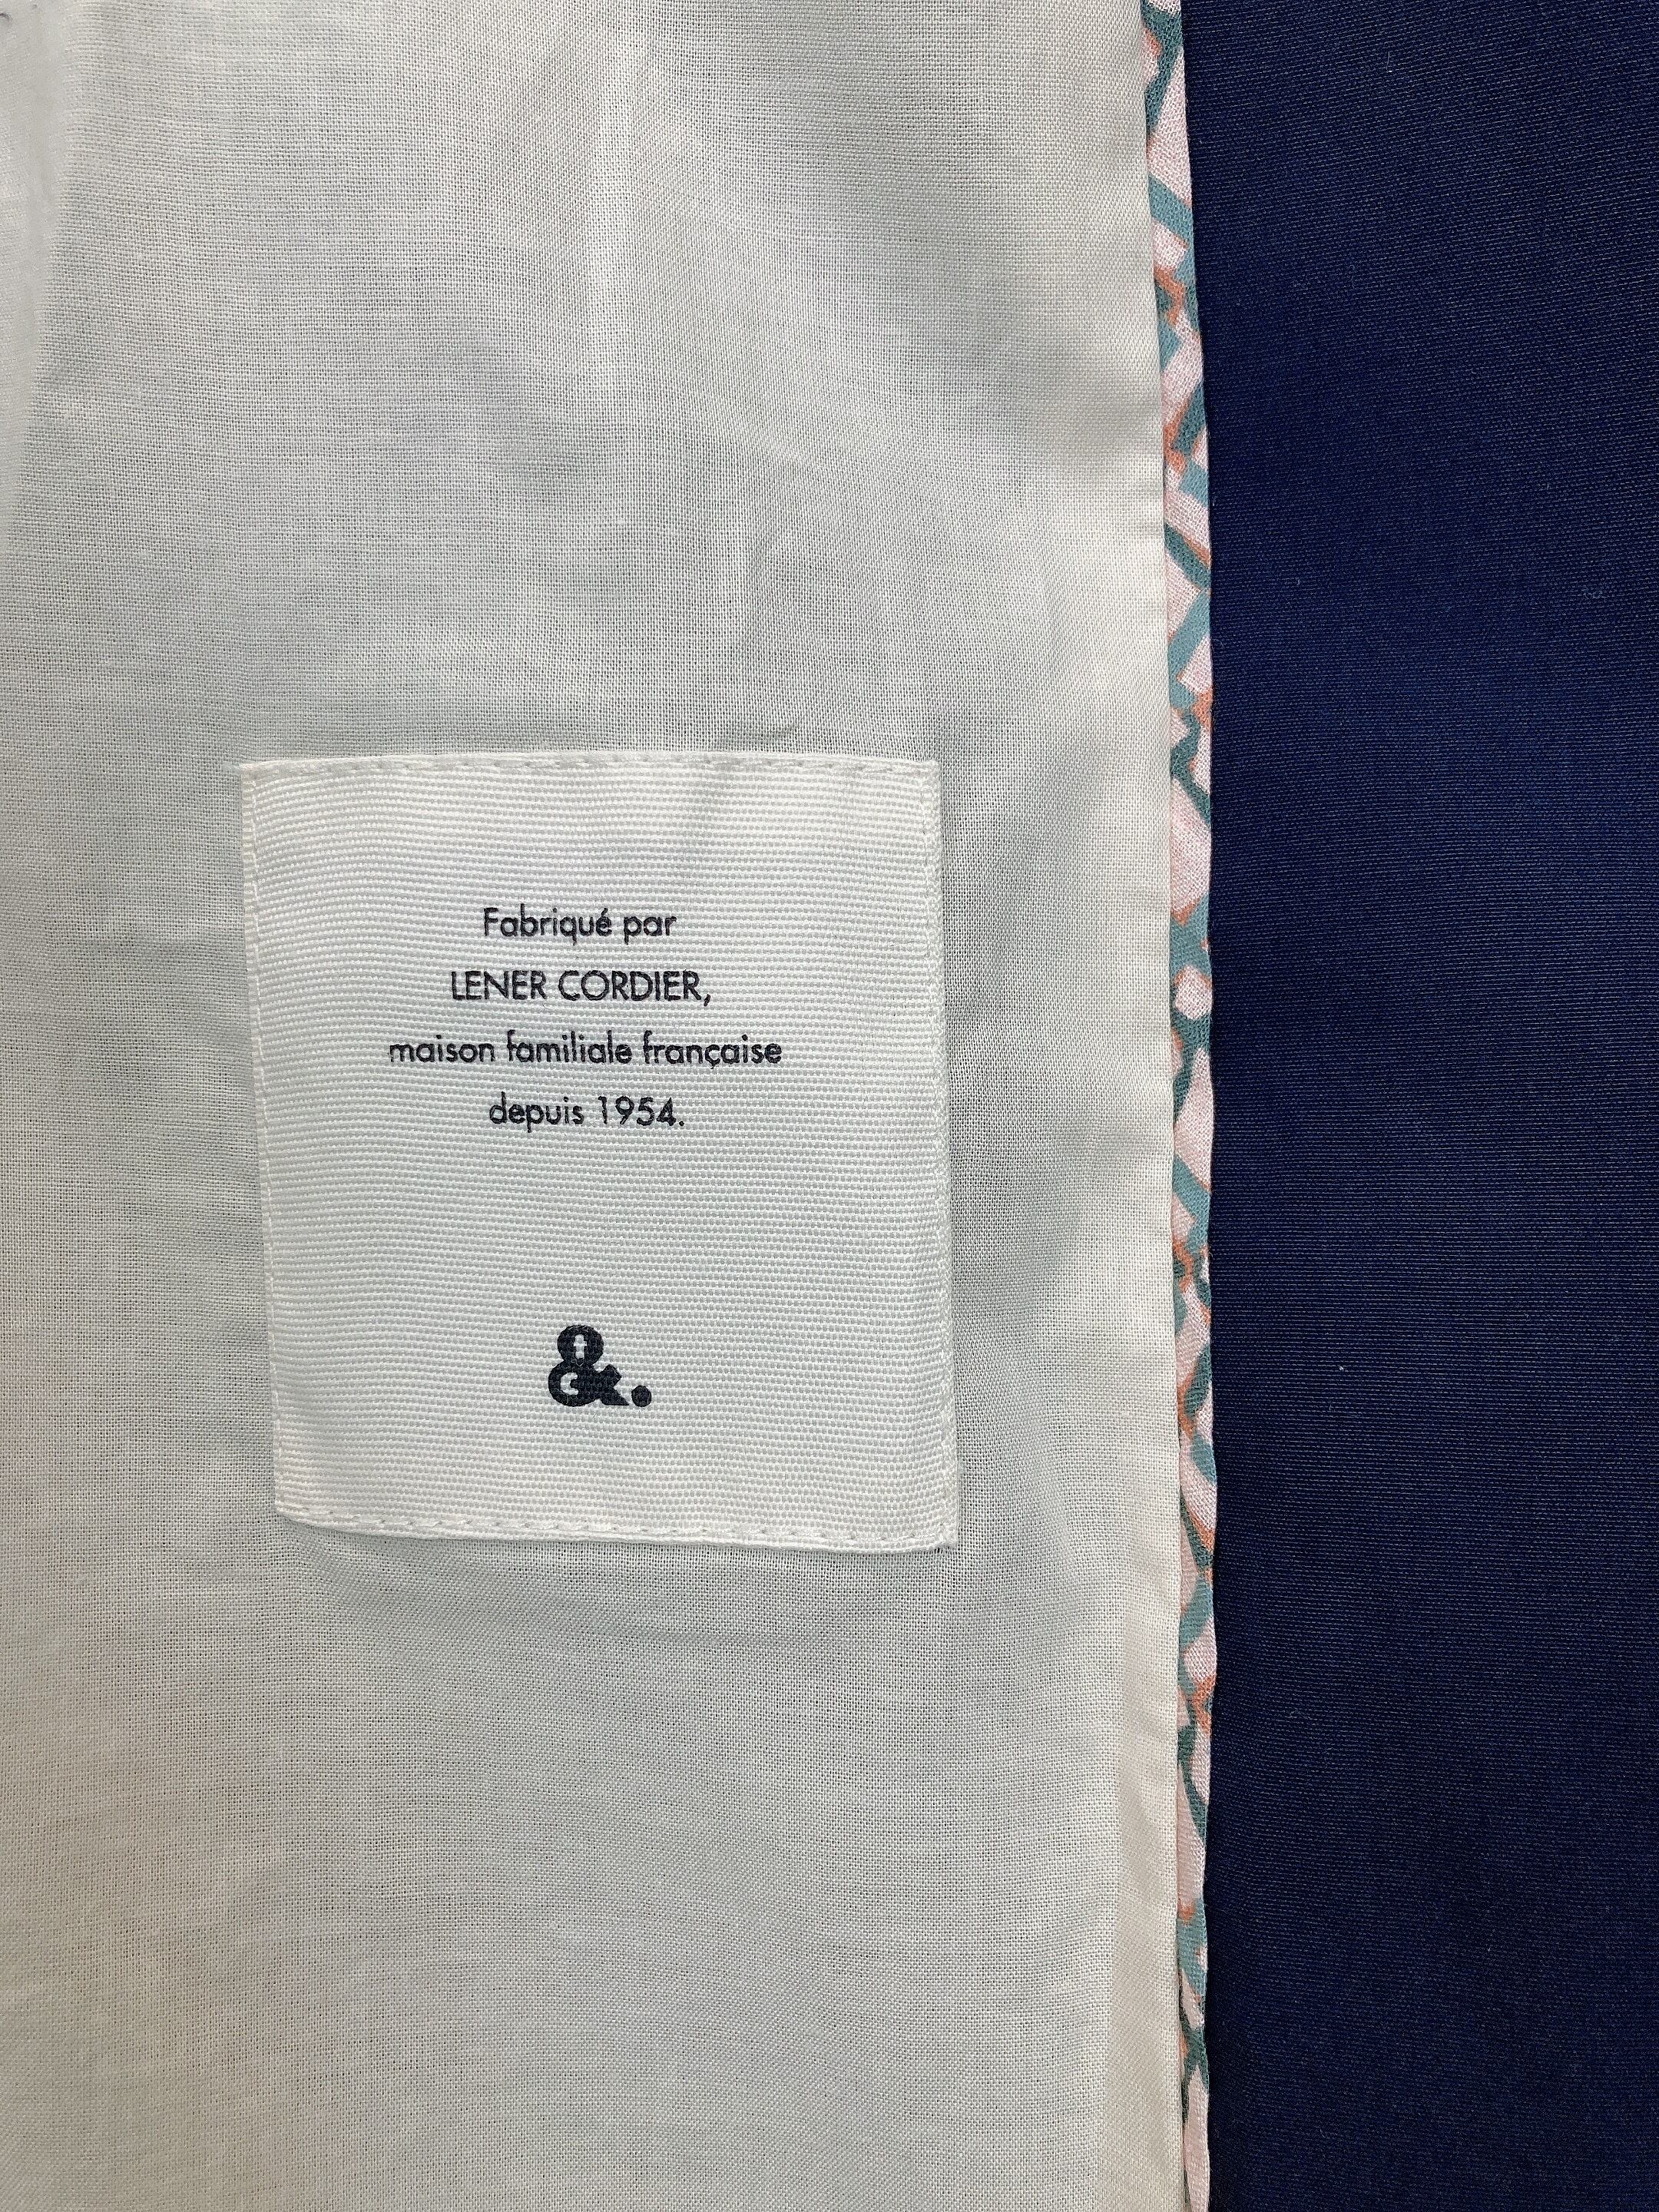 Fabriqué par
LENER CORDIER,
maison familiale française
depuis 1954.
&.